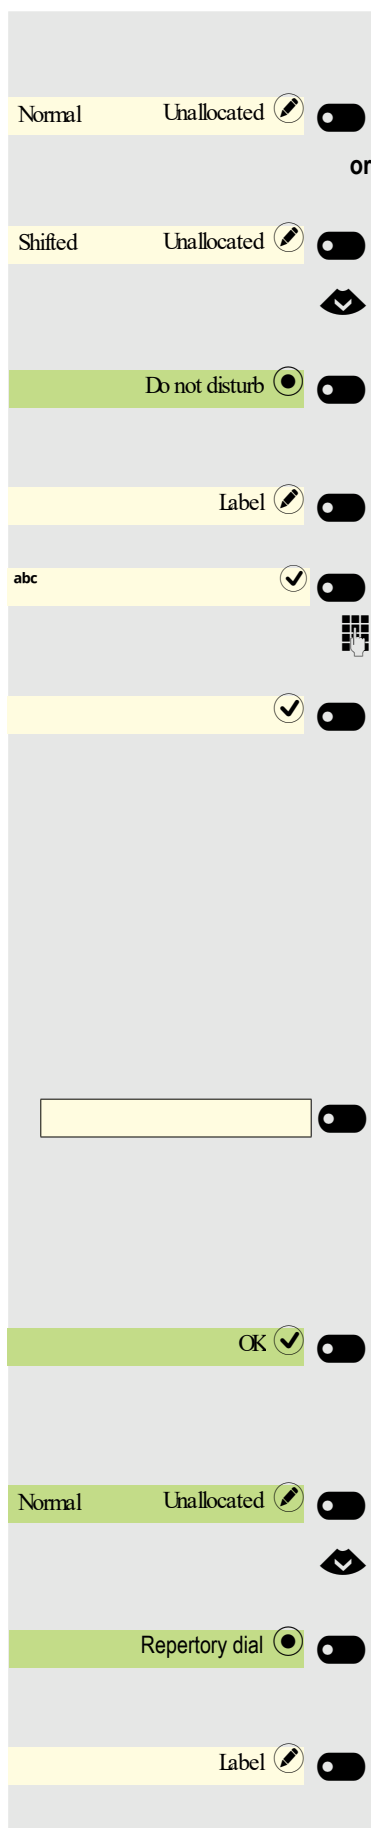 Normal Unallocated
or
Shifted Unallocated
Do not disturb
Label
abc
OK
Normal Unallocated
Repertory dial
Label